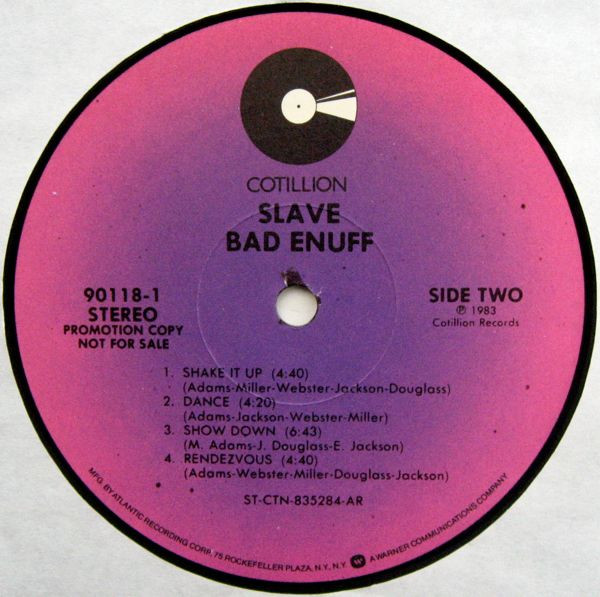 COTILLION
SLAVE
BAD ENUFF
90118-1
STEREO
PROMOTION COPY
NOT FOR SALE
SIDE TWO
℗ 1983
Cotillion Records
1. SHAKE IT UP (4:40)
(Adams-Miller-Webster-Jackson-Douglass)
2. DANCE (4:20)
(Adams-Jackson-Webster-Miller)
3. SHOW DOWN (6:43)
(M. Adams-J. Douglass-E. Jackson)
4. RENDEZVOUS (4:40)
(Adams-Webster-Miller-Douglass-Jackson)
ST-CTN-835284-AR
MFG. BY ATLANTIC RECORDING CORP., 75 ROCKEFELLER PLAZA, N.Y., N.Y. A WARNER COMMUNICATIONS COMPANY